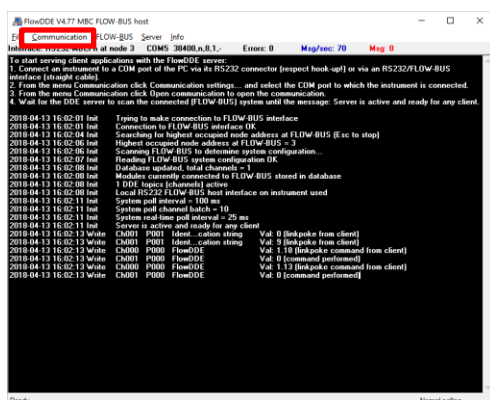 FlowDDE V4.77 MBC FLOW-BUS host
File Communication FLOW-BUS Server Info
Interface: RS232-MBCPn at node 3 COM5 38400,n,8,1,- Errors: 0 Msg/sec: 70 Msg: 0
To start serving client applications with the FlowDDE server:
1. Connect an instrument to a COM port of the PC via its RS232 connector (respect hook-up!) or via an RS232/FLOW-BUS
interface (straight cable).
2. From the menu Communication click Communication settings... and select the COM port to which the instrument is connected.
3. From the menu Communication click Open communication to open the communication.
4. Wait for the DDE server to scan the connected (FLOW-BUS) system until the message: Server is active and ready for any client.
2018-04-13 16:02:01 Init Trying to make connection to FLOW-BUS interface
2018-04-13 16:02:01 Init Connection to FLOW-BUS interface OK
2018-04-13 16:02:04 Init Searching for highest occupied node address at FLOW-BUS (Esc to stop)
2018-04-13 16:02:06 Init Highest occupied node address at FLOW-BUS = 3
2018-04-13 16:02:06 Init Scanning FLOW-BUS to determine system configuration...
2018-04-13 16:02:07 Init Reading FLOW-BUS system configuration OK
2018-04-13 16:02:08 Init Database updated, total channels = 1
2018-04-13 16:02:08 Init Modules currently connected to FLOW-BUS stored in database
2018-04-13 16:02:08 Init 1 DDE topics (channels) active
2018-04-13 16:02:08 Init Local RS232 FLOW-BUS host interface on instrument used
2018-04-13 16:02:11 Init System poll interval = 100 ms
2018-04-13 16:02:11 Init System poll channel batch = 10
2018-04-13 16:02:11 Init System real-time poll interval = 25 ms
2018-04-13 16:02:11 Init Server is active and ready for any client
2018-04-13 16:02:13 Write Ch001 P001 Ident...cation string Val: 0 (linkpoke from client)
2018-04-13 16:02:13 Write Ch001 P001 Ident...cation string Val: 9 (linkpoke from client)
2018-04-13 16:02:13 Write Ch000 P000 FlowDDE Val: 1.18 (linkpoke command from client)
2018-04-13 16:02:13 Write Ch000 P000 FlowDDE Val: 0 (command performed)
2018-04-13 16:02:13 Write Ch001 P000 FlowDDE Val: 1.13 (linkpoke command from client)
2018-04-13 16:02:13 Write Ch001 P000 FlowDDE Val: 0 (command performed)